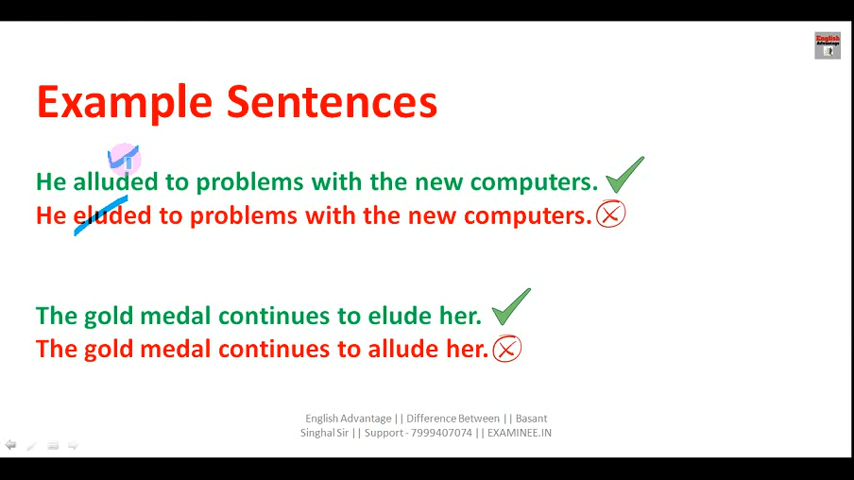 English
Advantage
Example Sentences
He alluded to problems with the new computers.
He eluded to problems with the new computers.
The gold medal continues to elude her.
The gold medal continues to allude her.
English Advantage || Difference Between || Basant
Singhal Sir || Support - 7999407074 || EXAMINEE.IN